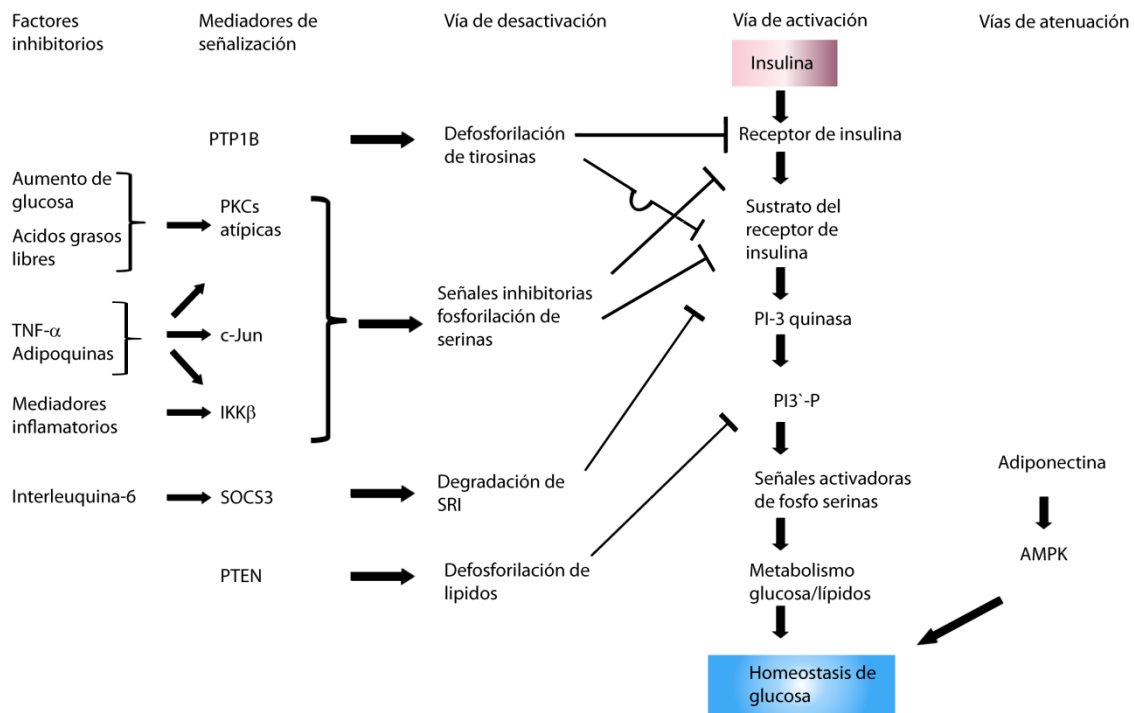 Factores
inhibitorios
Mediadores de
señalización
Vía de desactivación
Vía de activación
Vías de atenuación
Insulina
PTP1B
Defosforilación
de tirosinas
Receptor de insulina
Aumento de
glucosa
Acidos grasos
libres
PKCs
atípicas
Sustrato del
receptor de
insulina
TNF-α
Adipoquinas
c-Jun
Señales inhibitorias
fosforilación de
serinas
PI-3 quinasa
Mediadores
inflamatorios
IKKβ
PI3`-P
Interleuquina-6
SOCS3
Degradación de
SRI
Señales activadoras
de fosfo serinas
Adiponectina
PTEN
Defosforilación de
lipidos
Metabolismo
glucosa/lípidos
AMPK
Homeostasis de
glucosa